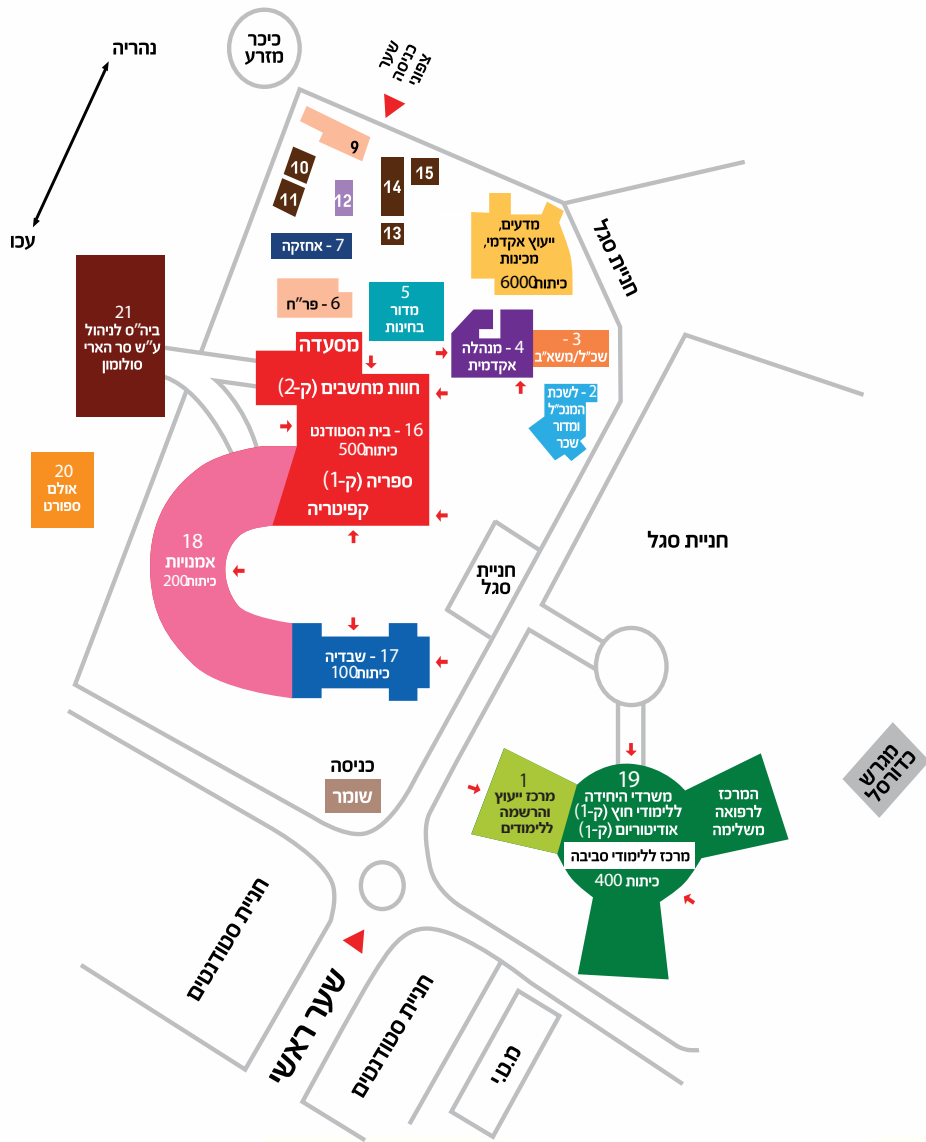 כיכר
מזרע
נהריה
עכו
שער
כניסה
צפוני
9
10
11
12
13
14
15
7 - אחזקה
מדעים,
ייעוץ אקדמי,
מכינות
כיתות 6000
חניית סגל
6 - פר"ח
5
מדור
בחינות
4 - מנהלה
אקדמית
3 -
שכ"ל/משא"ב
2 - לשכת
המנכ"ל
ומדור
שכר
21
ביה"ס לניהול
ע"ש סר הארי
סולומון
מסעדה
חוות מחשבים (ק-2)
16 - בית הסטודנט
כיתות 500
ספריה (ק-1)
קפיטריה
20
אולם
ספורט
18
אמנויות
כיתות 200
17 - שבדיה
כיתות 100
חניית
סגל
חניית סגל
מגרש
כדורסל
כניסה
שומר
1
מרכז ייעוץ
והרשמה
ללימודים
19
משרדי היחידה
ללימודי חוץ (ק-1)
אודיטוריום (ק-1)
מרכז ללימודי סביבה
כיתות 400
המרכז
לרפואה
משלימה
חניית סטודנטים
שער ראשי
חניית סטודנטים
מ.ט.י